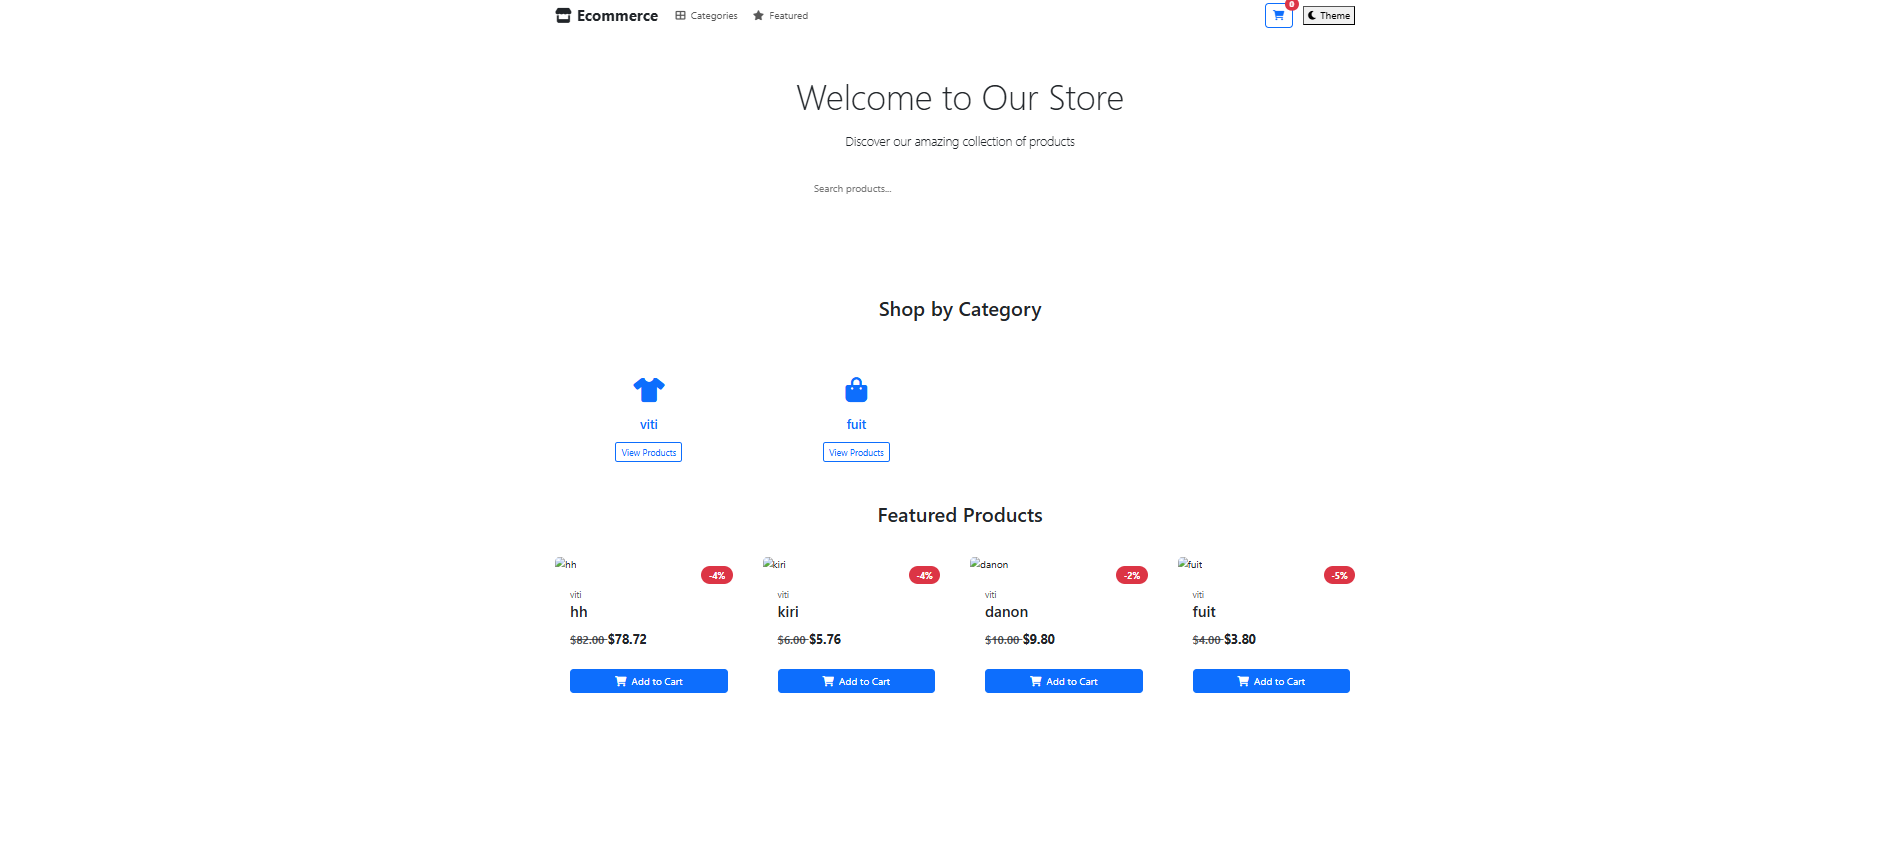 Ecommerce Categories Featured 0 Theme
Welcome to Our Store
Discover our amazing collection of products
Search products...
Shop by Category
viti fuit
View Products View Products
Featured Products
hh -4% kiri -4% danon -2% fuit -5%
viti viti viti viti
hh kiri danon fuit
$82.00 $78.72 $6.00 $5.76 $10.00 $9.80 $4.00 $3.80
Add to Cart Add to Cart Add to Cart Add to Cart